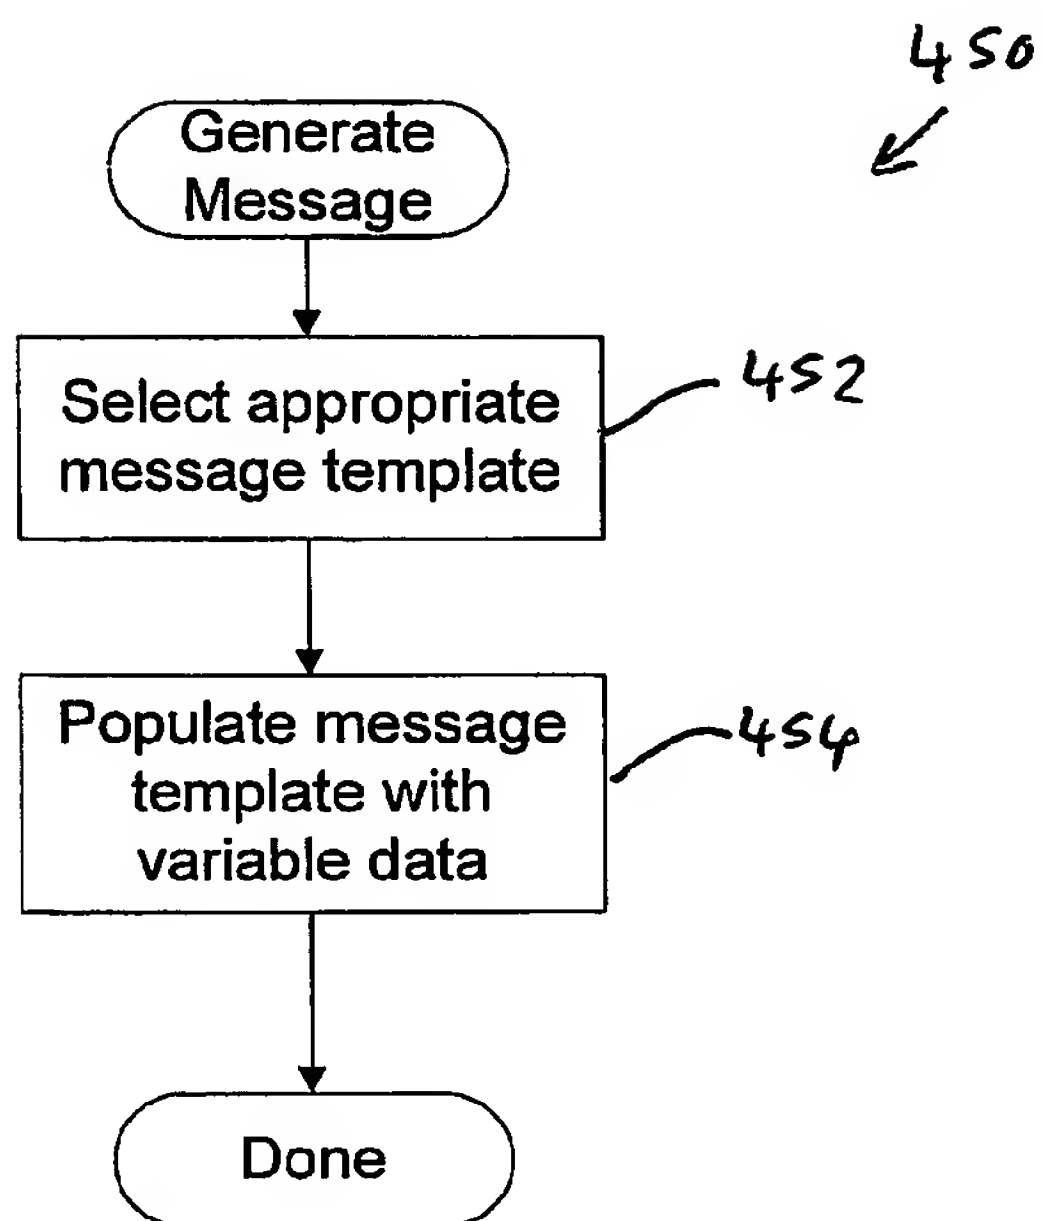 450
Generate
Message
Select appropriate
message template
452
Populate message
template with
variable data
454
Done